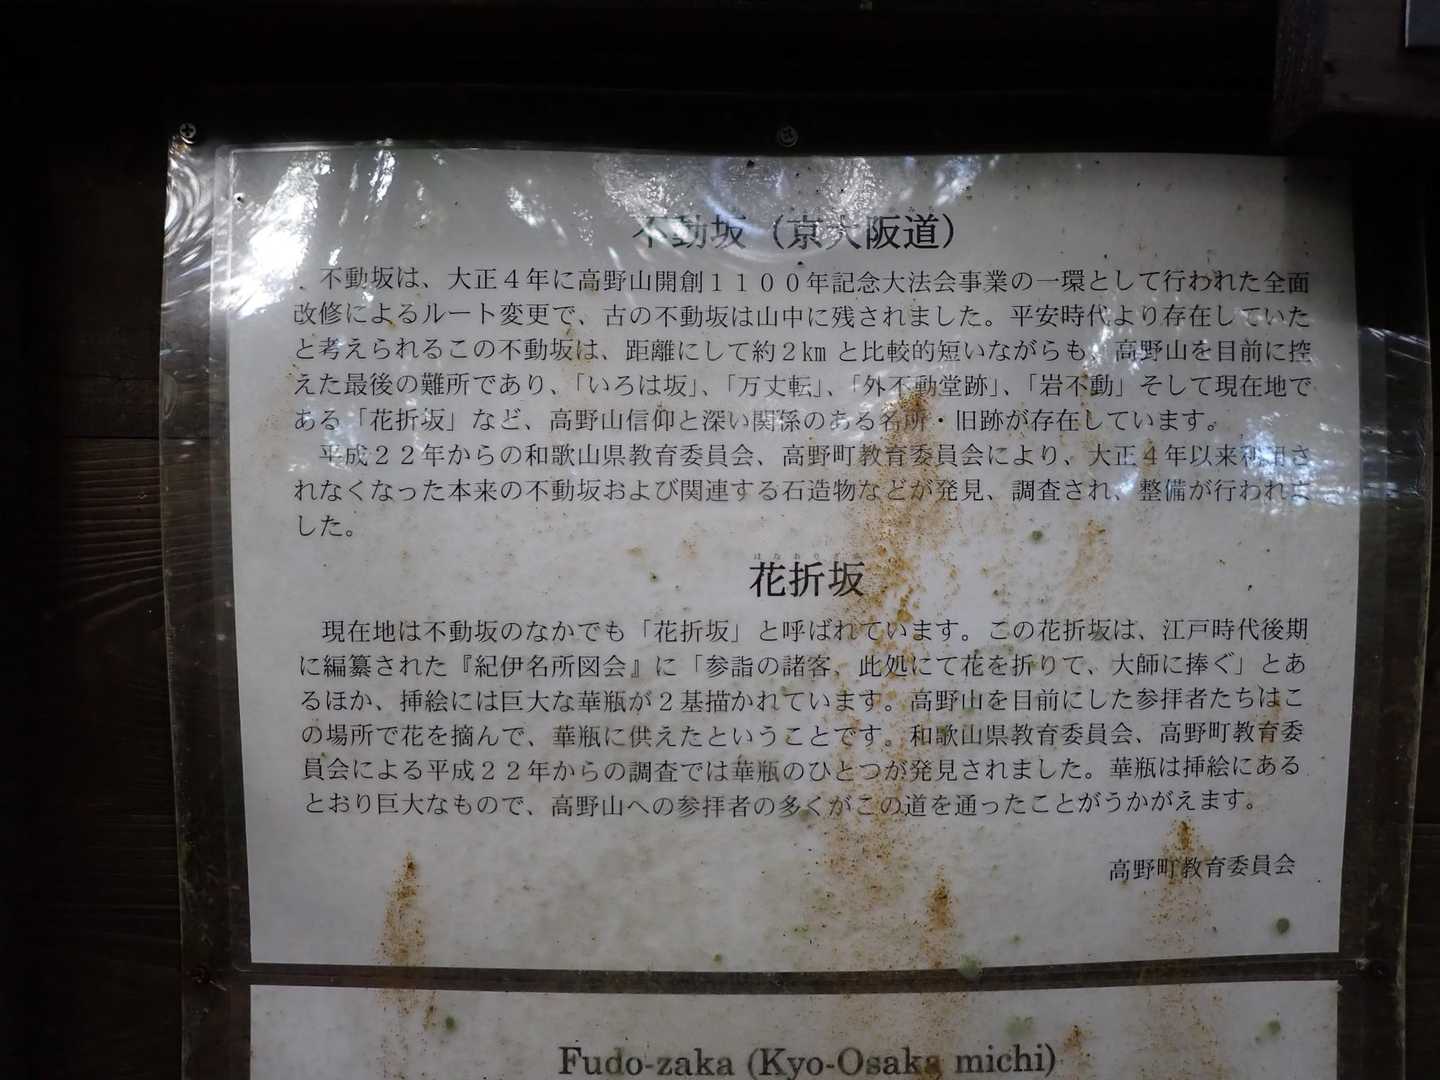 不動坂（京大阪道）
不動坂は、大正４年に高野山開創１１００年記念大法会事業の一環として行われた全面
改修によるルート変更で、古の不動坂は山中に残されました。平安時代より存在していた
と考えられるこの不動坂は、距離にして約２㎞と比較的短いながらも、高野山を目前に控
えた最後の難所であり、「いろは坂」、「万丈転」、「外不動堂跡」、「岩不動」そして現在地で
ある「花折坂」など、高野山信仰と深い関係のある名所・旧跡が存在しています。
平成２２年からの和歌山県教育委員会、高野町教育委員会により、大正４年以来利用さ
れなくなった本来の不動坂および関連する石造物などが発見、調査され、整備が行われま
した。
はなおりざか
花折坂
現在地は不動坂のなかでも「花折坂」と呼ばれています。この花折坂は、江戸時代後期
に編纂された『紀伊名所図会』に「参詣の諸客、此処にて花を折りて、大師に捧ぐ」とあ
るほか、挿絵には巨大な華瓶が２基描かれています。高野山を目前にした参拝者たちはこ
の場所で花を摘んで、華瓶に供えたということです。和歌山県教育委員会、高野町教育委
員会による平成２２年からの調査では華瓶のひとつが発見されました。華瓶は挿絵にある
とおり巨大なもので、高野山への参拝者の多くがこの道を通ったことがうかがえます。
高野町教育委員会
Fudo-zaka (Kyo-Osaka michi)